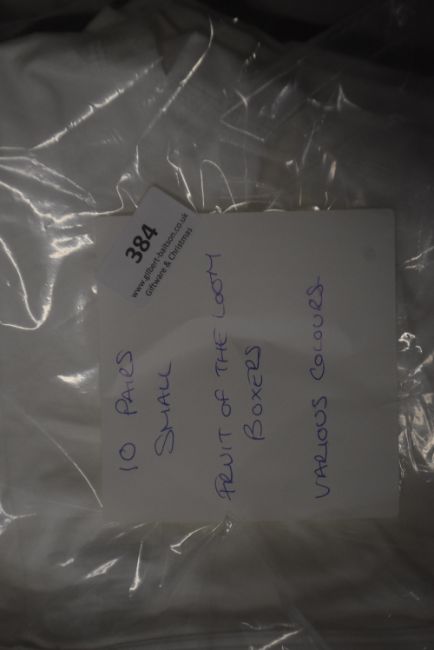 384
www.gilbert-baitson.co.uk
Giftware & Christmas
10 PAIRS
SMALL
FRUIT OF THE LOOM
BOXERS
VARIOUS COLOURS